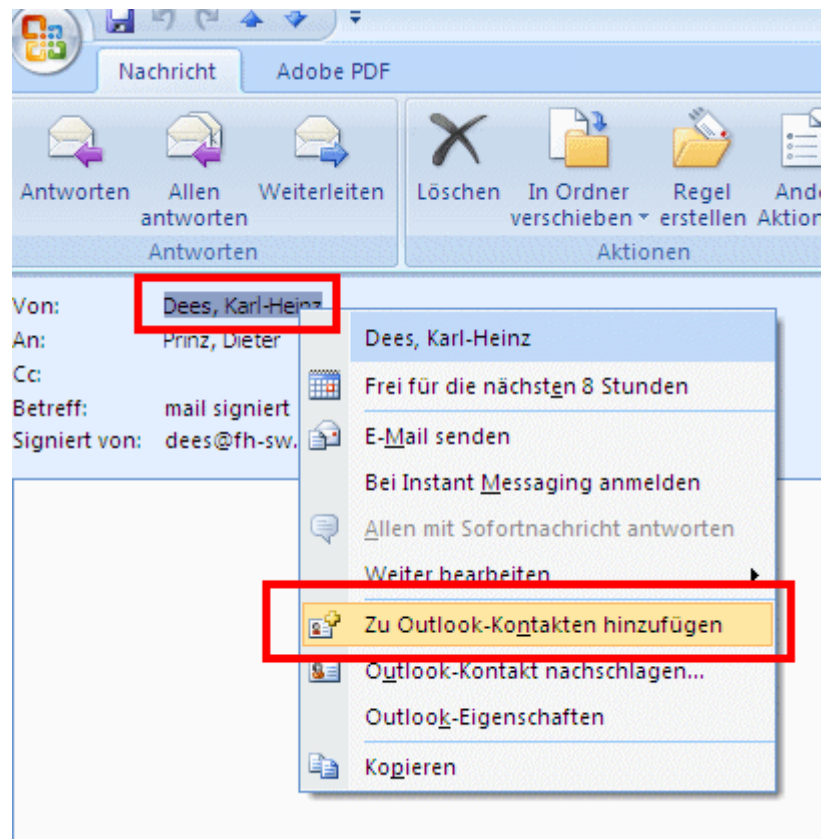 Nachricht Adobe PDF
Antworten Allen antworten Weiterleiten Löschen In Ordner verschieben Regel erstellen
Antworten Aktionen
Von: Dees, Karl-Heinz
An: Prinz, Dieter
Cc:
Betreff: mail signiert
Signiert von: dees@fh-sw.
Dees, Karl-Heinz
Frei für die nächsten 8 Stunden
E-Mail senden
Bei Instant Messaging anmelden
Allen mit Sofortnachricht antworten
Weiter bearbeiten
Zu Outlook-Kontakten hinzufügen
Outlook-Kontakt nachschlagen...
Outlook-Eigenschaften
Kopieren